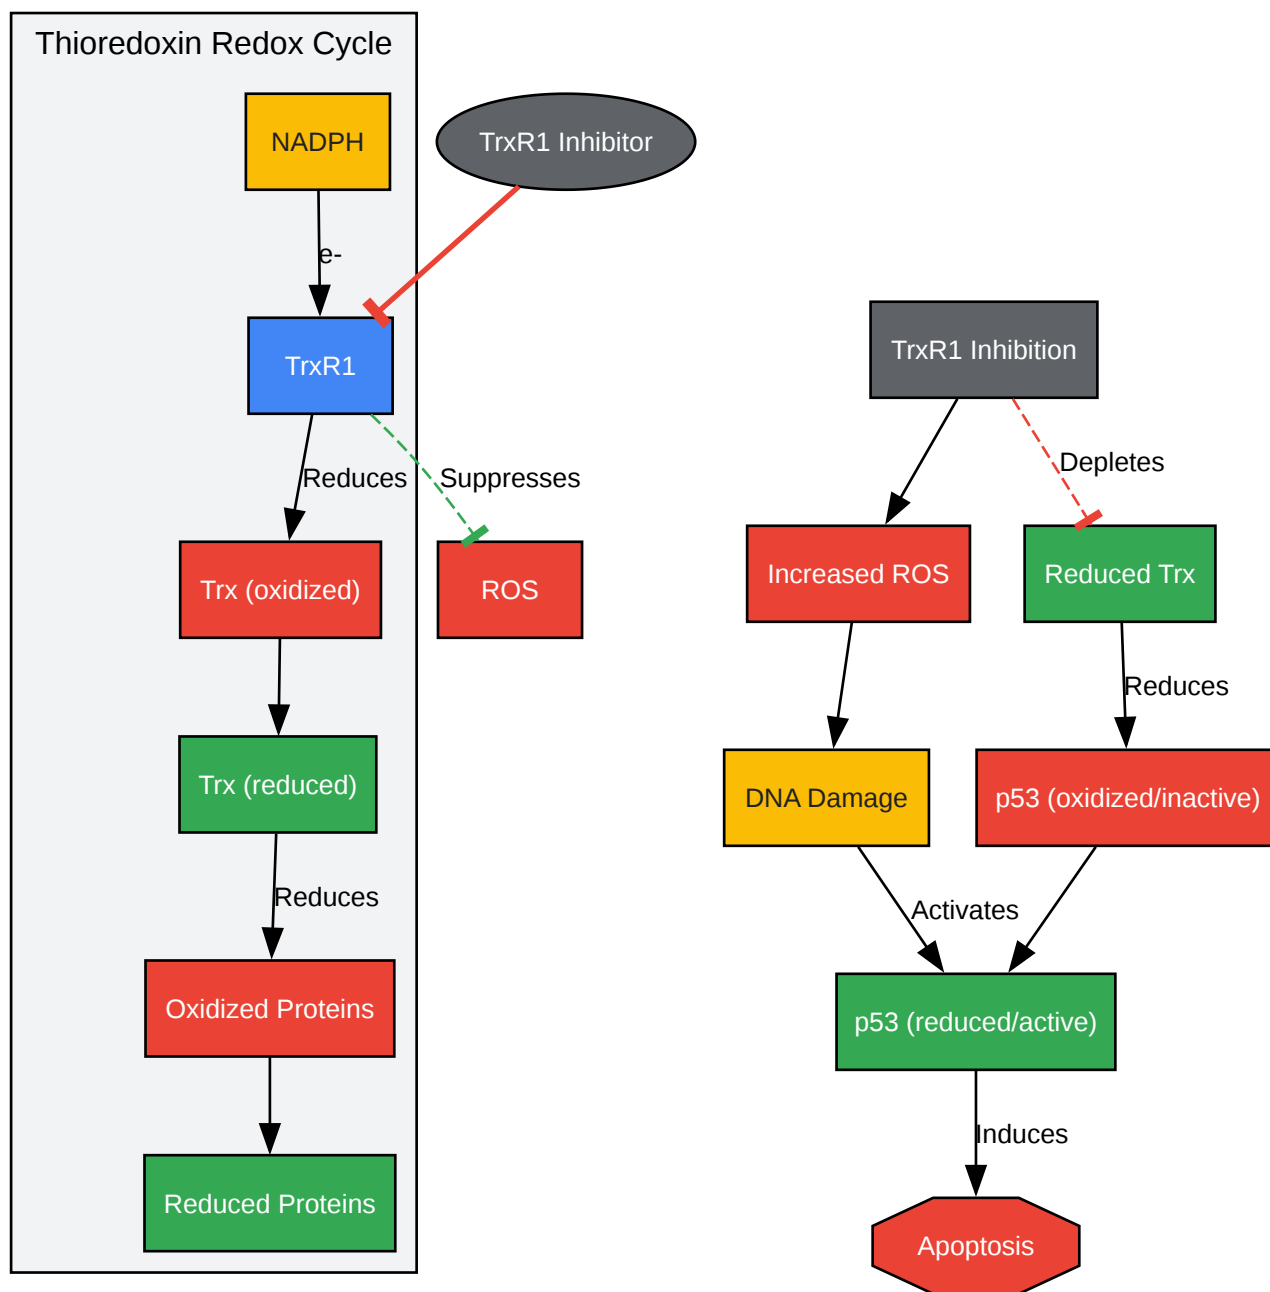 Thioredoxin Redox Cycle
NADPH
TrxR1 Inhibitor
e-
TrxR1
Reduces
Suppresses
Trx (oxidized)
ROS
Trx (reduced)
Reduces
Oxidized Proteins
Reduced Proteins
TrxR1 Inhibition
Depletes
Increased ROS
Reduced Trx
Reduces
DNA Damage
p53 (oxidized/inactive)
Activates
p53 (reduced/active)
Induces
Apoptosis